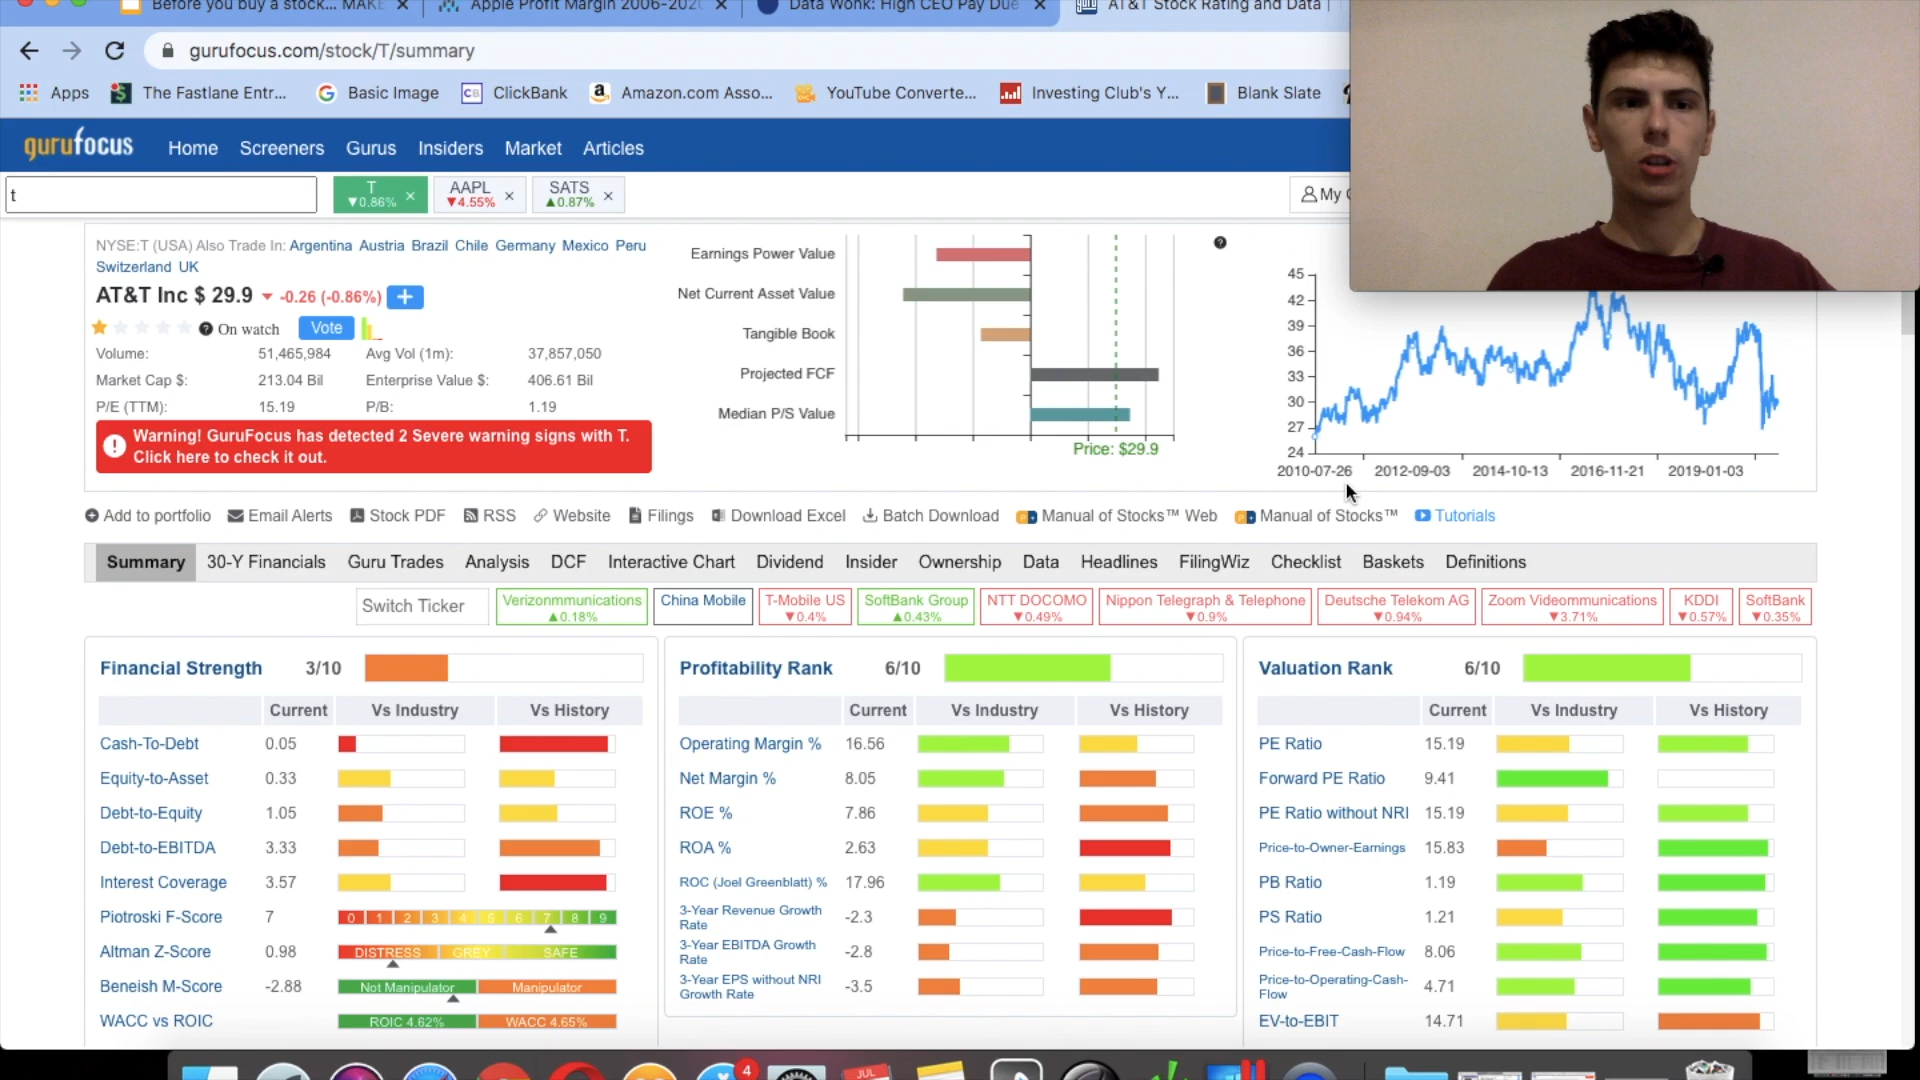 Before you buy a stock... MAKE
Apple Profit Margin 2006-202
Data Wonk: High CEO Pay Due
AT&T Stock Rating and Data |
gurufocus.com/stock/T/summary
Apps
The Fastlane Entr...
Basic Image
ClickBank
Amazon.com Asso...
YouTube Converte...
Investing Club's Y...
Blank Slate
gurufocus
Home Screeners Gurus Insiders Market Articles
t
T
▼0.86%
AAPL
▼4.55%
SATS
▲0.87%
My
NYSE:T (USA) Also Trade In: Argentina Austria Brazil Chile Germany Mexico Peru
Switzerland UK
AT&T Inc $ 29.9 -0.26 (-0.86%)
On watch Vote
Volume: 51,465,984 Avg Vol (1m): 37,857,050
Market Cap $: 213.04 Bil Enterprise Value $: 406.61 Bil
P/E (TTM): 15.19 P/B: 1.19
Warning! GuruFocus has detected 2 Severe warning signs with T.
Click here to check it out.
Earnings Power Value
Net Current Asset Value
Tangible Book
Projected FCF
Median P/S Value
Price: $29.9
45
42
39
36
33
30
27
24
2010-07-26 2012-09-03 2014-10-13 2016-11-21 2019-01-03
Add to portfolio Email Alerts Stock PDF RSS Website Filings Download Excel Batch Download Manual of Stocks™ Web Manual of Stocks™ Tutorials
Summary 30-Y Financials Guru Trades Analysis DCF Interactive Chart Dividend Insider Ownership Data Headlines FilingWiz Checklist Baskets Definitions
Switch Ticker
Verizonmmunications
▲0.18%
China Mobile
T-Mobile US
▼0.4%
SoftBank Group
▲0.43%
NTT DOCOMO
▼0.49%
Nippon Telegraph & Telephone
▼0.9%
Deutsche Telekom AG
▼0.94%
Zoom Videommunications
▼3.71%
KDDI
▼0.57%
SoftBank
▼0.35%
Financial Strength 3/10
Current Vs Industry Vs History
Cash-To-Debt 0.05
Equity-to-Asset 0.33
Debt-to-Equity 1.05
Debt-to-EBITDA 3.33
Interest Coverage 3.57
Piotroski F-Score 7 0 1 2 3 4 5 6 7 8 9
Altman Z-Score 0.98 DISTRESS GREY SAFE
Beneish M-Score -2.88 Not Manipulator Manipulator
WACC vs ROIC ROIC 4.62% WACC 4.65%
Profitability Rank 6/10
Current Vs Industry Vs History
Operating Margin % 16.56
Net Margin % 8.05
ROE % 7.86
ROA % 2.63
ROC (Joel Greenblatt) % 17.96
3-Year Revenue Growth
Rate -2.3
3-Year EBITDA Growth
Rate -2.8
3-Year EPS without NRI
Growth Rate -3.5
Valuation Rank 6/10
Current Vs Industry Vs History
PE Ratio 15.19
Forward PE Ratio 9.41
PE Ratio without NRI 15.19
Price-to-Owner-Earnings 15.83
PB Ratio 1.19
PS Ratio 1.21
Price-to-Free-Cash-Flow 8.06
Price-to-Operating-Cash-
Flow 4.71
EV-to-EBIT 14.71
4
JUL